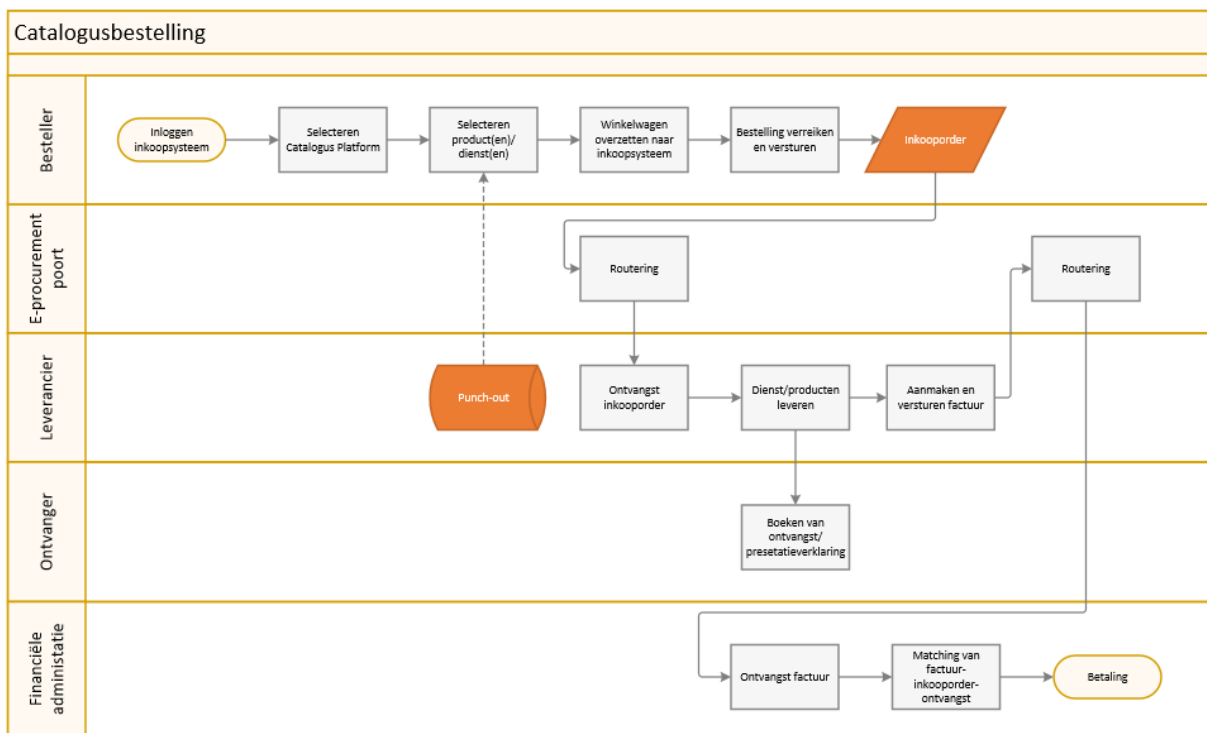 Catalogusbestelling
Besteller
Inloggen
inkoopsysteem
Selecteren
Catalogus Platform
Selecteren
product(en)/
dienst(en)
Winkelwagen
overzetten naar
inkoopsysteem
Bestelling verreiken
en versturen
Inkooporder
E-procurement
poort
Routering
Routering
Leverancier
Punch-out
Ontvangst
inkooporder
Dienst/producten
leveren
Aanmaken en
versturen factuur
Ontvanger
Boeken van
ontvangst/
presetatieverklaring
Financiële
administatie
Ontvangst factuur
Matching van
factuur-
inkooporder-
ontvangst
Betaling